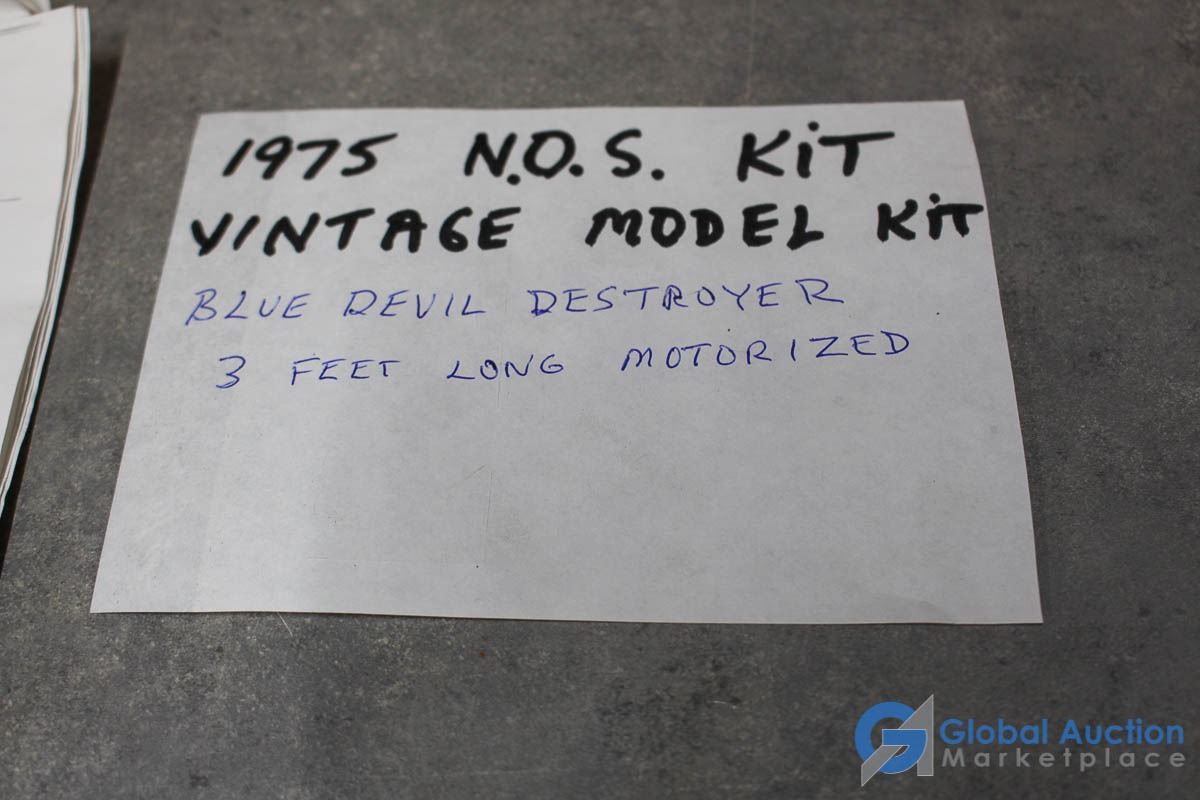 1975 N.O.S. KiT
VINTAGE MODEL KiT
BLUE DEVIL DESTROYER
3 FEET LONG MOTORIZED
Global Auction
Marketplace